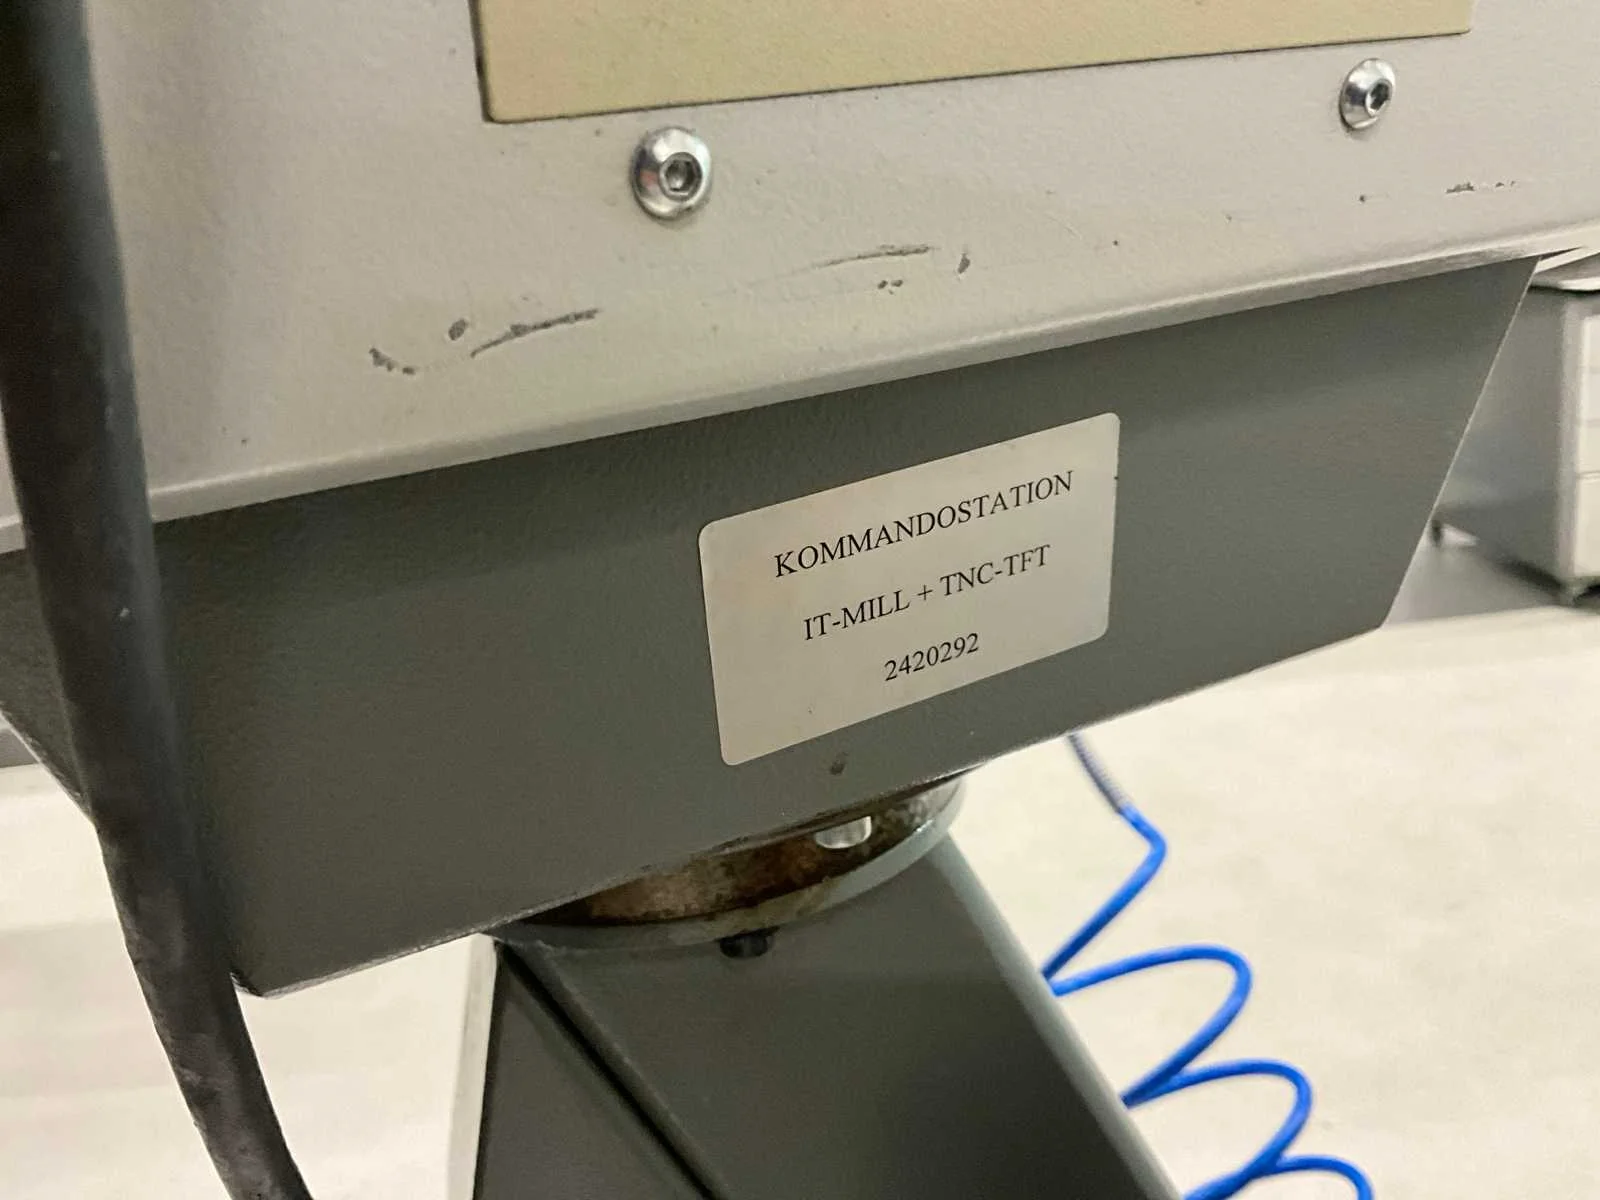 KOMMANDOSTATION
IT-MILL + TNC-TFT
2420292